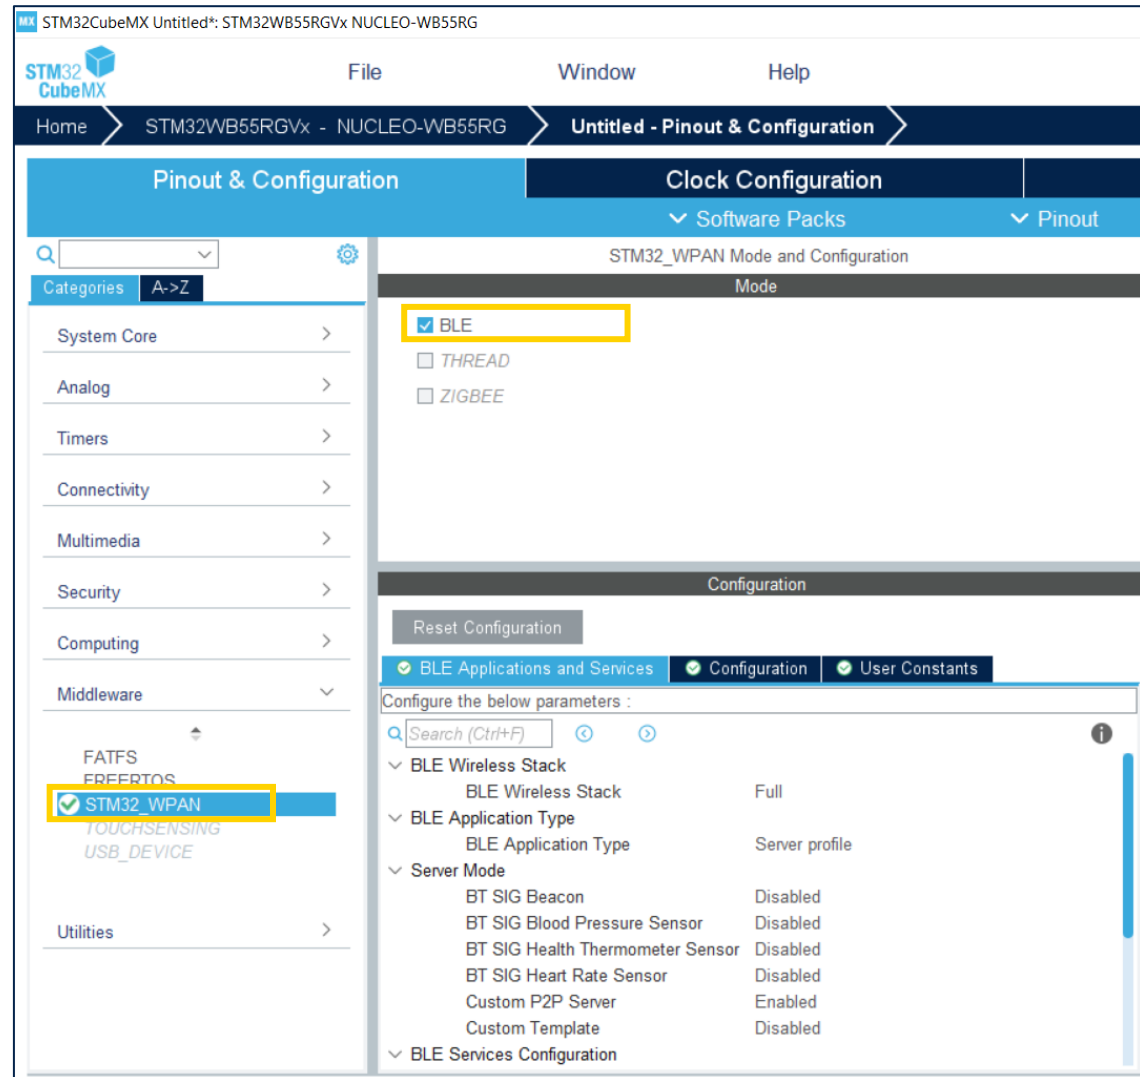 MX STM32CubeMX Untitled*: STM32WB55RGVx NUCLEO-WB55RG
STM32
CubeMX
File Window Help
Home STM32WB55RGVx - NUCLEO-WB55RG Untitled - Pinout & Configuration
Pinout & Configuration Clock Configuration
Software Packs Pinout
Categories A->Z
System Core
Analog
Timers
Connectivity
Multimedia
Security
Computing
Middleware
FATFS
FREERTOS
STM32_WPAN
TOUCHSENSING
USB_DEVICE
Utilities
STM32_WPAN Mode and Configuration
Mode
BLE
THREAD
ZIGBEE
Configuration
Reset Configuration
BLE Applications and Services Configuration User Constants
Configure the below parameters :
Search (Ctrl+F)
BLE Wireless Stack
BLE Wireless Stack Full
BLE Application Type
BLE Application Type Server profile
Server Mode
BT SIG Beacon Disabled
BT SIG Blood Pressure Sensor Disabled
BT SIG Health Thermometer Sensor Disabled
BT SIG Heart Rate Sensor Disabled
Custom P2P Server Enabled
Custom Template Disabled
BLE Services Configuration